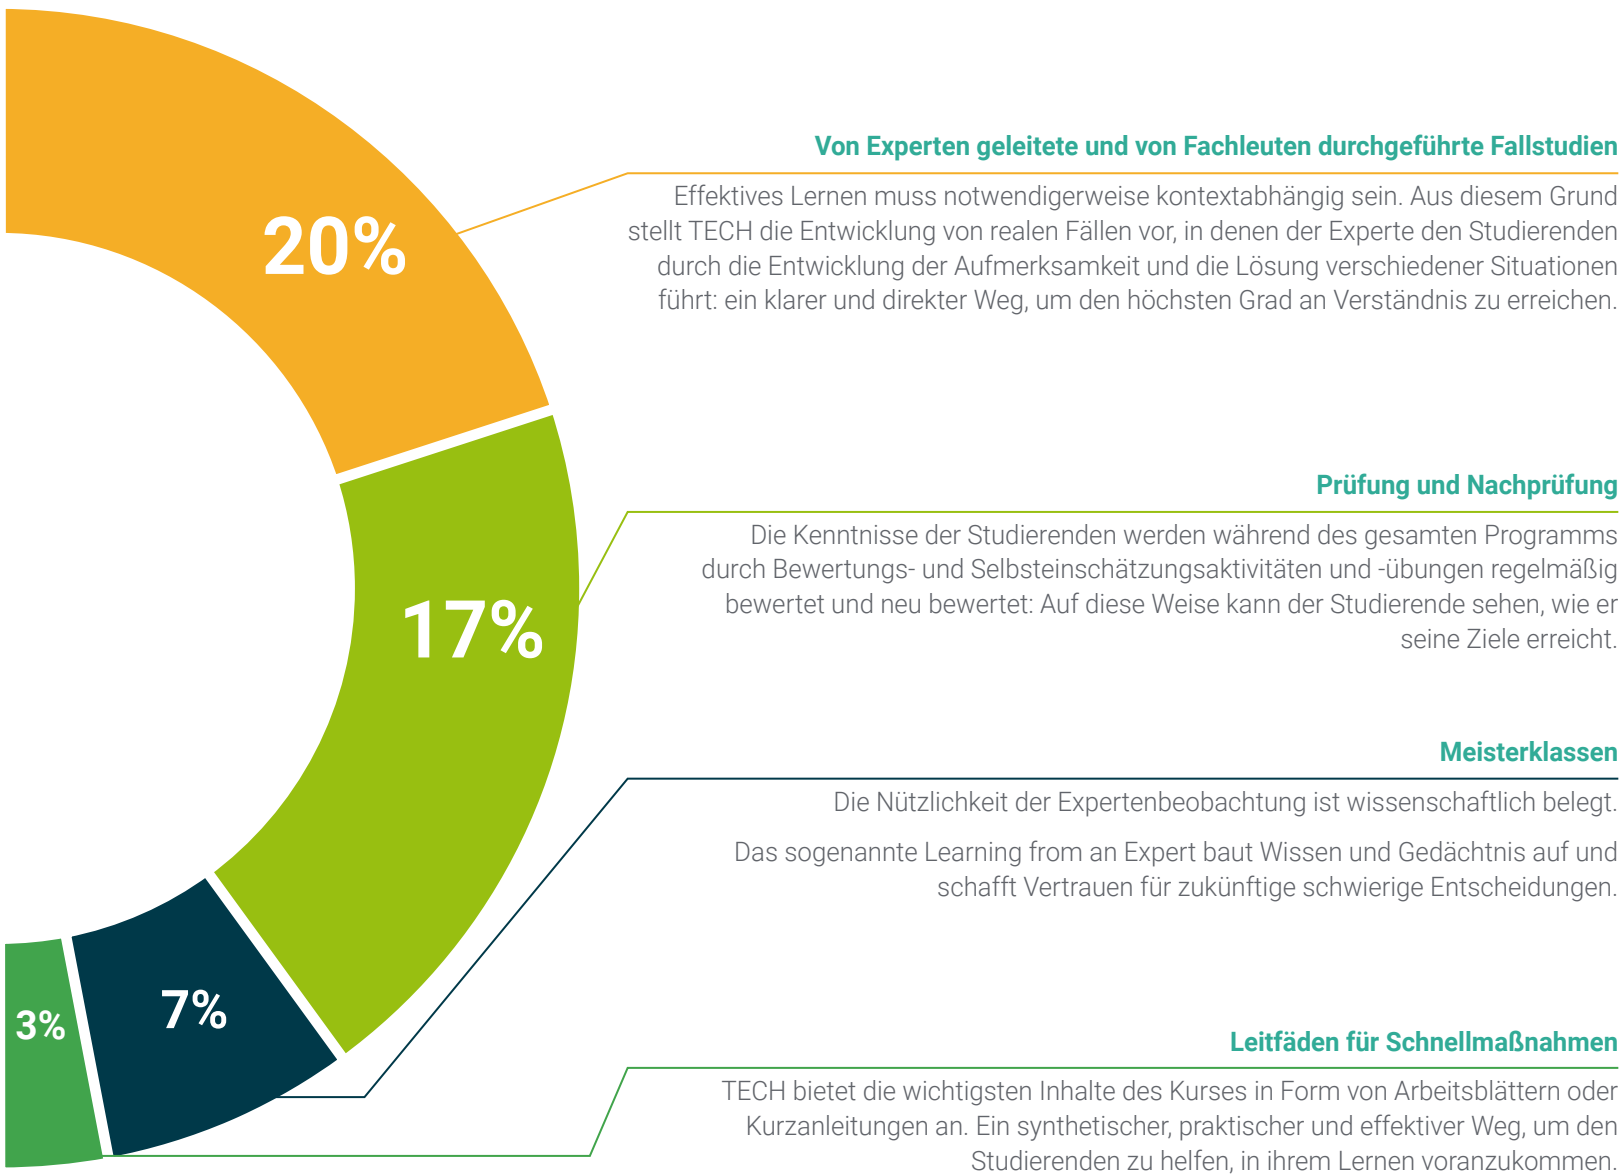 20%
Von Experten geleitete und von Fachleuten durchgeführte Fallstudien
Effektives Lernen muss notwendigerweise kontextabhängig sein. Aus diesem Grund
stellt TECH die Entwicklung von realen Fällen vor, in denen der Experte den Studierenden
durch die Entwicklung der Aufmerksamkeit und die Lösung verschiedener Situationen
führt: ein klarer und direkter Weg, um den höchsten Grad an Verständnis zu erreichen.
17%
Prüfung und Nachprüfung
Die Kenntnisse der Studierenden werden während des gesamten Programms
durch Bewertungs- und Selbsteinschätzungsaktivitäten und -übungen regelmäßig
bewertet und neu bewertet: Auf diese Weise kann der Studierende sehen, wie er
seine Ziele erreicht.
7%
Meisterklassen
Die Nützlichkeit der Expertenbeobachtung ist wissenschaftlich belegt.
Das sogenannte Learning from an Expert baut Wissen und Gedächtnis auf und
schafft Vertrauen für zukünftige schwierige Entscheidungen.
3%
Leitfäden für Schnellmaßnahmen
TECH bietet die wichtigsten Inhalte des Kurses in Form von Arbeitsblättern oder
Kurzanleitungen an. Ein synthetischer, praktischer und effektiver Weg, um den
Studierenden zu helfen, in ihrem Lernen voranzukommen.